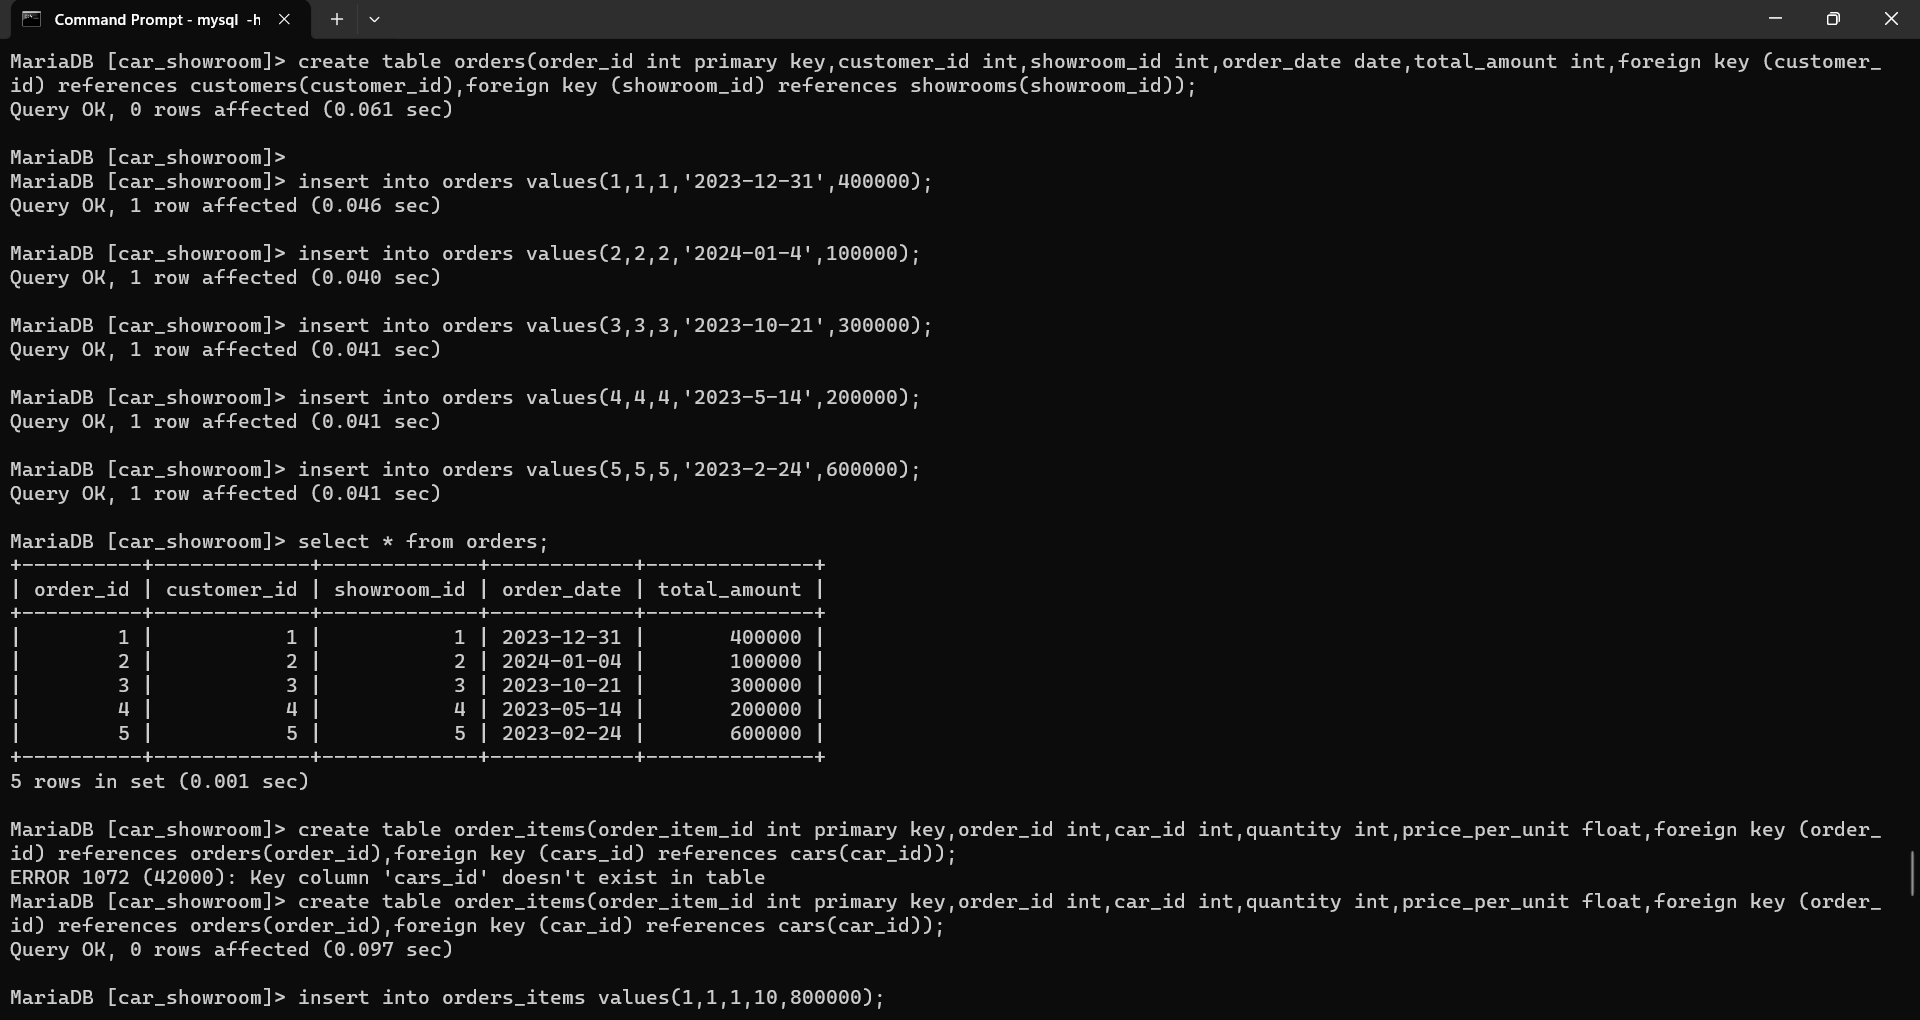 Command Prompt - mysql -h
MariaDB [car_showroom]> create table orders(order_id int primary key,customer_id int,showroom_id int,order_date date,total_amount int,foreign key (customer_
id) references customers(customer_id),foreign key (showroom_id) references showrooms(showroom_id));
Query OK, 0 rows affected (0.061 sec)

MariaDB [car_showroom]>
MariaDB [car_showroom]> insert into orders values(1,1,1,'2023-12-31',400000);
Query OK, 1 row affected (0.046 sec)

MariaDB [car_showroom]> insert into orders values(2,2,2,'2024-01-4',100000);
Query OK, 1 row affected (0.040 sec)

MariaDB [car_showroom]> insert into orders values(3,3,3,'2023-10-21',300000);
Query OK, 1 row affected (0.041 sec)

MariaDB [car_showroom]> insert into orders values(4,4,4,'2023-5-14',200000);
Query OK, 1 row affected (0.041 sec)

MariaDB [car_showroom]> insert into orders values(5,5,5,'2023-2-24',600000);
Query OK, 1 row affected (0.041 sec)

MariaDB [car_showroom]> select * from orders;
+----------+-------------+-------------+------------+--------------+
| order_id | customer_id | showroom_id | order_date | total_amount |
+----------+-------------+-------------+------------+--------------+
|        1 |           1 |           1 | 2023-12-31 |       400000 |
|        2 |           2 |           2 | 2024-01-04 |       100000 |
|        3 |           3 |           3 | 2023-10-21 |       300000 |
|        4 |           4 |           4 | 2023-05-14 |       200000 |
|        5 |           5 |           5 | 2023-02-24 |       600000 |
+----------+-------------+-------------+------------+--------------+
5 rows in set (0.001 sec)

MariaDB [car_showroom]> create table order_items(order_item_id int primary key,order_id int,car_id int,quantity int,price_per_unit float,foreign key (order_
id) references orders(order_id),foreign key (cars_id) references cars(car_id));
ERROR 1072 (42000): Key column 'cars_id' doesn't exist in table
MariaDB [car_showroom]> create table order_items(order_item_id int primary key,order_id int,car_id int,quantity int,price_per_unit float,foreign key (order_
id) references orders(order_id),foreign key (car_id) references cars(car_id));
Query OK, 0 rows affected (0.097 sec)

MariaDB [car_showroom]> insert into orders_items values(1,1,1,10,800000);